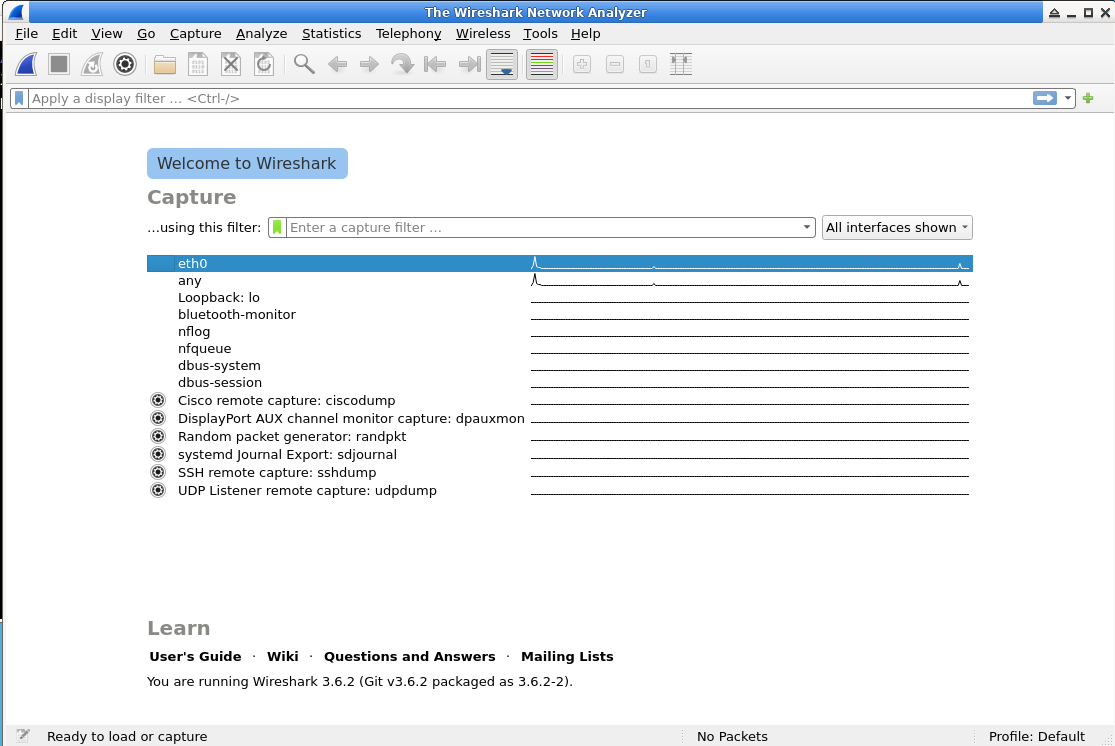 The Wireshark Network Analyzer
File Edit View Go Capture Analyze Statistics Telephony Wireless Tools Help
Apply a display filter … <Ctrl-/>
Welcome to Wireshark
Capture
…using this filter: Enter a capture filter … All interfaces shown
eth0
any
Loopback: lo
bluetooth-monitor
nflog
nfqueue
dbus-system
dbus-session
Cisco remote capture: ciscodump
DisplayPort AUX channel monitor capture: dpauxmon
Random packet generator: randpkt
systemd Journal Export: sdjournal
SSH remote capture: sshdump
UDP Listener remote capture: udpdump
Learn
User's Guide · Wiki · Questions and Answers · Mailing Lists
You are running Wireshark 3.6.2 (Git v3.6.2 packaged as 3.6.2-2).
Ready to load or capture No Packets Profile: Default